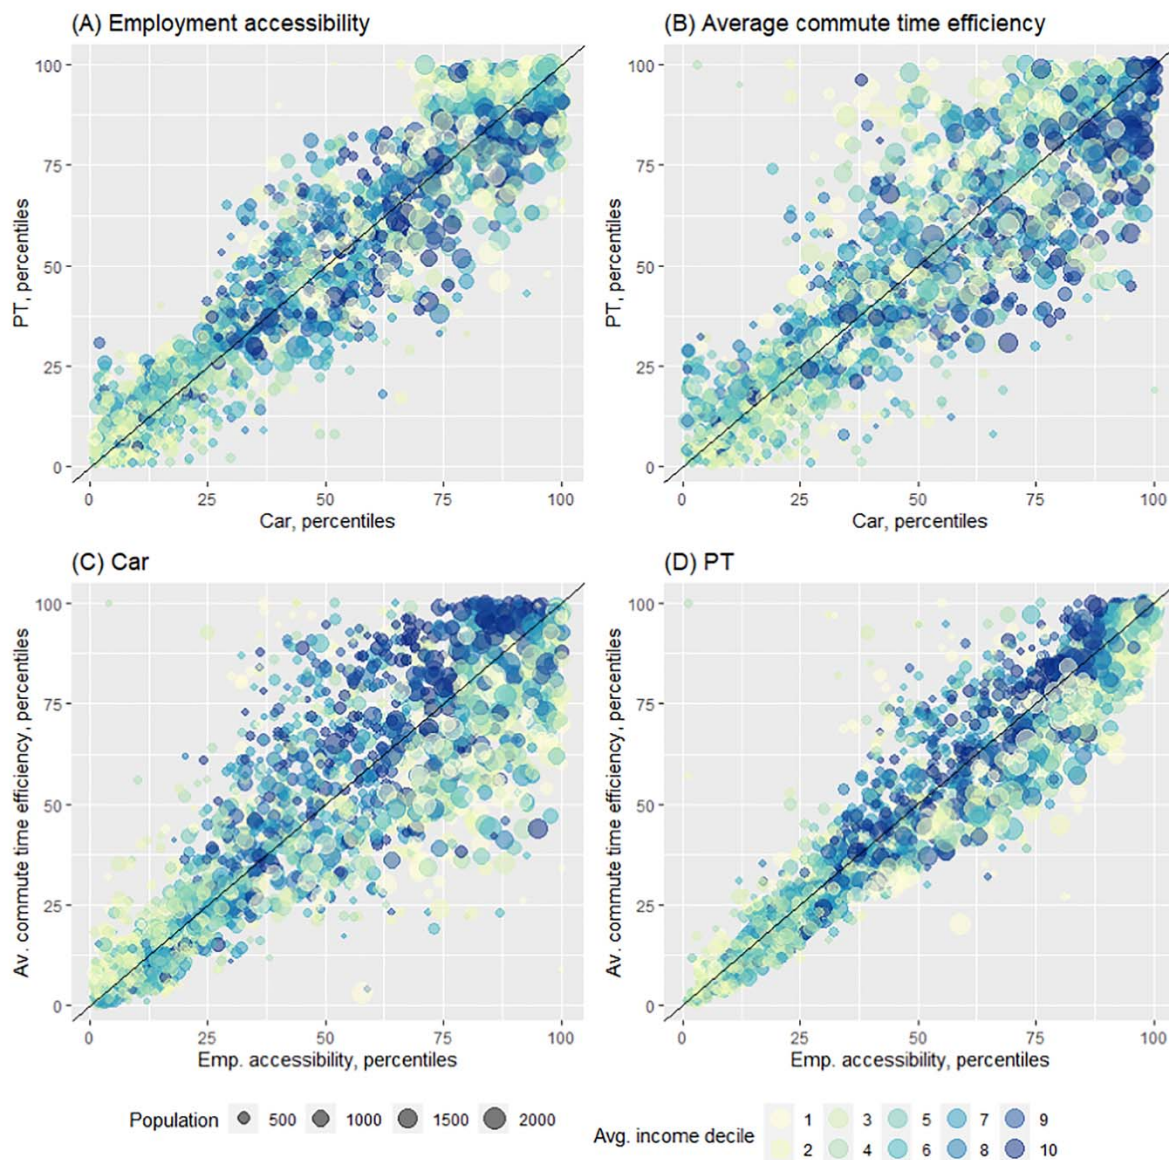 (A) Employment accessibility
(B) Average commute time efficiency
100
75
50
25
0
PT, percentiles
0 25 50 75 100
Car, percentiles
100
75
50
25
0
PT, percentiles
0 25 50 75 100
Car, percentiles
(C) Car
(D) PT
100
75
50
25
0
Av. commute time efficiency, percentiles
0 25 50 75 100
Emp. accessibility, percentiles
100
75
50
25
0
Av. commute time efficiency, percentiles
0 25 50 75 100
Emp. accessibility, percentiles
Population 500 1000 1500 2000
Avg. income decile
1 3 5 7 9
2 4 6 8 10